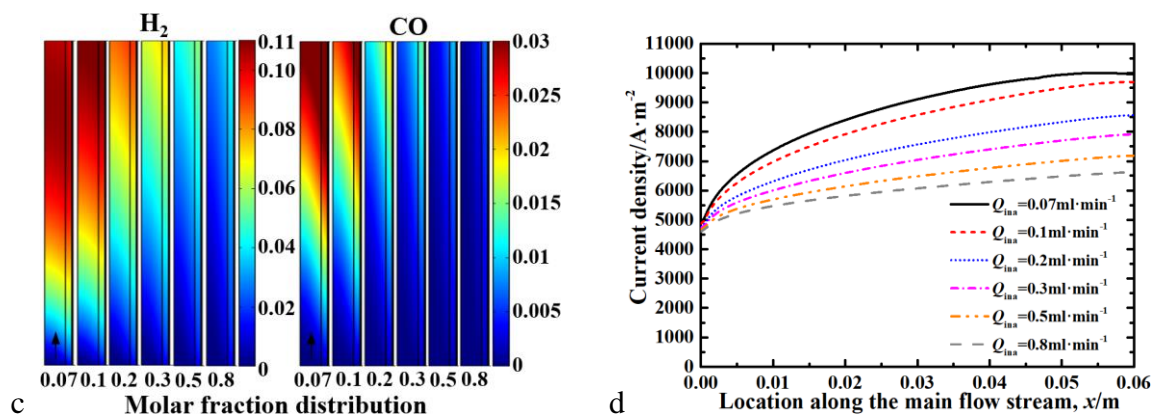 H₂ CO
0.11 0.03
0.10
0.025
0.08
0.02
0.06
0.015
0.04
0.01
0.02
0.005
0 0
0.07 0.1 0.2 0.3 0.5 0.8 0.07 0.1 0.2 0.3 0.5 0.8
Molar fraction distribution
c
Current density/A·m⁻²
11000
10000
9000
8000
7000
6000
5000
4000
3000
2000
1000
0
Qina=0.07ml·min⁻¹
Qina=0.1ml·min⁻¹
Qina=0.2ml·min⁻¹
Qina=0.3ml·min⁻¹
Qina=0.5ml·min⁻¹
Qina=0.8ml·min⁻¹
0.00 0.01 0.02 0.03 0.04 0.05 0.06
Location along the main flow stream, x/m
d